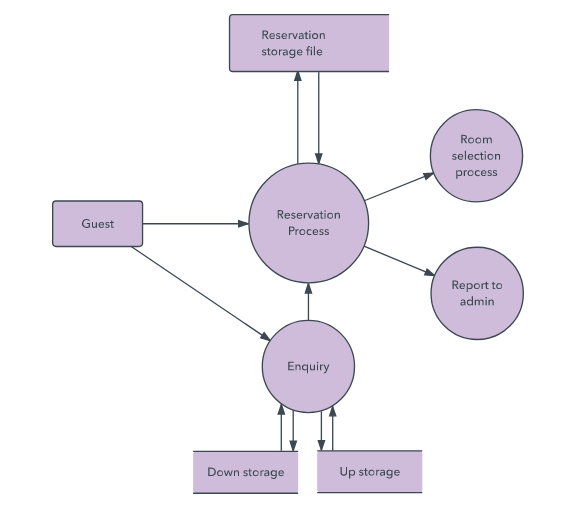 Reservation
storage file
Room
selection
process
Guest
Reservation
Process
Report to
admin
Enquiry
Down storage
Up storage